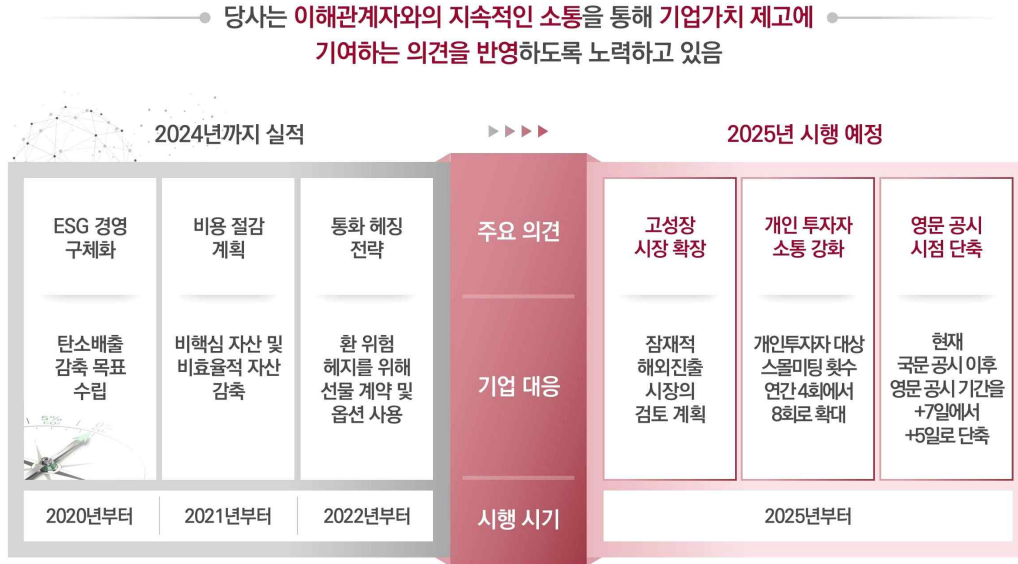 당사는 이해관계자와의 지속적인 소통을 통해 기업가치 제고에
기여하는 의견을 반영하도록 노력하고 있음
2024년까지 실적
2025년 시행 예정
ESG 경영
구체화
비용 절감
계획
통화 헤징
전략
주요 의견
고성장
시장 확장
개인 투자자
소통 강화
영문 공시
시점 단축
탄소배출
감축 목표
수립
비핵심 자산 및
비효율적 자산
감축
환 위험
헤지를 위해
선물 계약 및
옵션 사용
기업 대응
잠재적
해외진출
시장의
검토 계획
개인투자자 대상
스몰미팅 횟수
연간 4회에서
8회로 확대
현재
국문 공시 이후
영문 공시 기간을
+7일에서
+5일로 단축
2020년부터
2021년부터
2022년부터
시행 시기
2025년부터